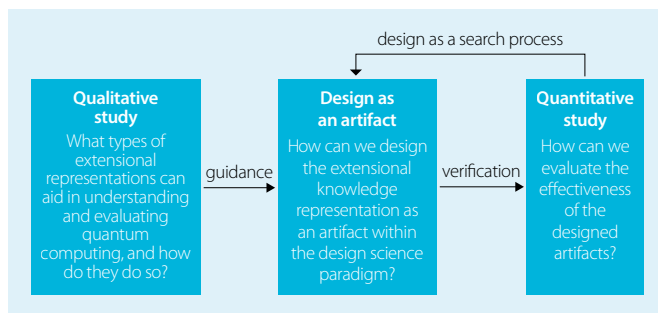 design as a search process
Qualitative
study
What types of
extensional
representations can
aid in understanding
and evaluating
quantum
computing, and how
do they do so?
guidance
Design as
an artifact
How can we design
the extensional
knowledge
representation as
an artifact within
the design science
paradigm?
verification
Quantitative
study
How can we
evaluate the
effectiveness
of the
designed
artifacts?